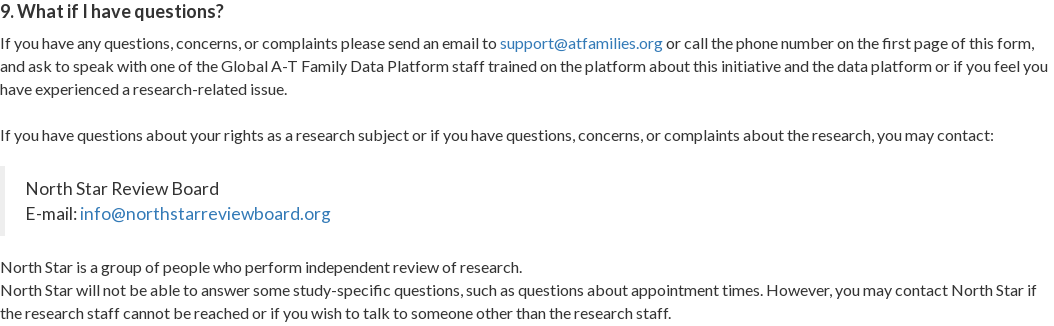 9. What if I have questions?
If you have any questions, concerns, or complaints please send an email to support@atfamilies.org or call the phone number on the first page of this form,
and ask to speak with one of the Global A-T Family Data Platform staff trained on the platform about this initiative and the data platform or if you feel you
have experienced a research-related issue.
If you have questions about your rights as a research subject or if you have questions, concerns, or complaints about the research, you may contact:
North Star Review Board
E-mail: info@northstarreviewboard.org
North Star is a group of people who perform independent review of research.
North Star will not be able to answer some study-specific questions, such as questions about appointment times. However, you may contact North Star if
the research staff cannot be reached or if you wish to talk to someone other than the research staff.